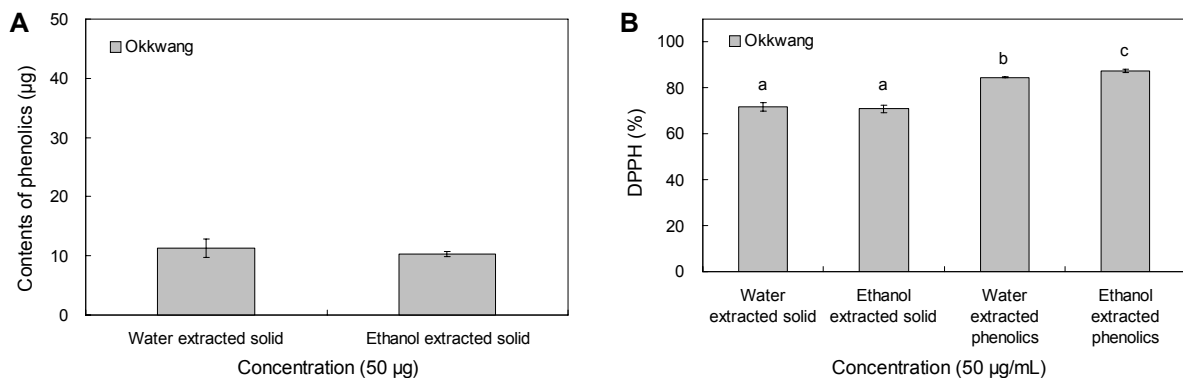 A
50
40
30
20
10
0
Contents of phenolics (µg)
Okkwang
Water extracted solid
Ethanol extracted solid
Concentration (50 µg)
B
100
80
60
40
20
0
DPPH (%)
Okkwang
a
a
b
c
Water
extracted solid
Ethanol
extracted solid
Water
extracted
phenolics
Ethanol
extracted
phenolics
Concentration (50 µg/mL)